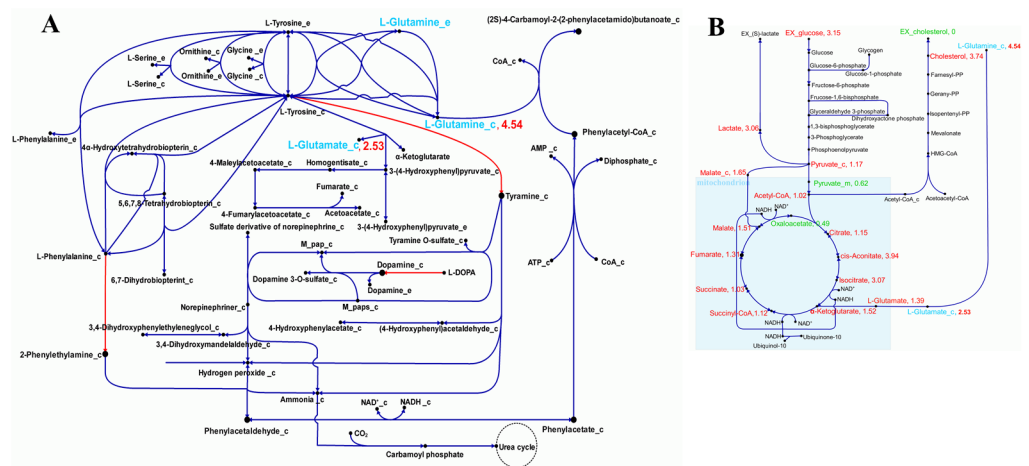 A
L-Tyrosine_e
L-Glutamine_e
(2S)-4-Carbamoyl-2-(2-phenylacetamido)butanoate_c
L-Serine_e
L-Serine_c
Ornithine_c
Ornithine_e
Glycine_e
Glycine_c
CoA_c
L-Tyrosine_c
L-Glutamine_c, 4.54
L-Phenylalanine_e
4α-Hydroxytetrahydrobiopterin_c
L-Glutamate_c, 2.53
α-Ketoglutarate
Phenylacetyl-CoA_c
AMP_c
Diphosphate_c
4-Maleylacetoacetate_c
Homogentisate_c
3-(4-Hydroxyphenyl)pyruvate_c
Fumarate_c
Tyramine_c
5,6,7,8-Tetrahydrobiopterin_c
4-Fumarylacetoacetate_c
Acetoacetate_c
3-(4-Hydroxyphenyl)pyruvate_e
Sulfate derivative of norepinephrine_c
Tyramine O-sulfate_c
L-Phenylalanine_c
M_pap_c
Dopamine_c
L-DOPA
ATP_c
CoA_c
6,7-Dihydrobiopterint_c
Dopamine 3-O-sulfate_c
Dopamine_e
Norepinephriner_c
M_paps_c
3,4-Dihydroxyphenylethyleneglycol_c
4-Hydroxyphenylacetate_c
(4-Hydroxyphenyl)acetaldehyde_c
3,4-Dihydroxymandelaldehyde_c
2-Phenylethylamine_c
Hydrogen peroxide _c
Ammonia _c
NAD⁺_c
NADH _c
Phenylacetaldehyde_c
Phenylacetate_c
CO₂
Carbamoyl phosphate
Urea cycle
B
EX_(S)-lactate
EX_glucose, 3.15
EX_cholesterol, 0
L-Glutamine_c, 4.54
Glucose
Glycogen
Cholesterol, 3.74
Glucose-6-phosphate
Glucose-1-phosphate
Farnesyl-PP
Fructose-6-phosphate
Gerany-PP
Frucose-1,6-bisphosphate
Glyceraldehyde 3-phosphate
Dihydroxyacetone phosphate
Isopentenyl-PP
1,3-bisphosphoglycerate
Lactate, 3.06
3-Phosphoglycerate
Mevalonate
Phosphoenolpyruvate
HMG-CoA
Pyruvate_c, 1.17
Malate_c, 1.65
mitochondrion
Pyruvate_m, 0.62
Acetyl-CoA, 1.02
Acetyl-CoA_c
Acetoacetyl-CoA
NADH
NAD⁺
Malate, 1.51
Oxaloacetate, 0.49
Citrate, 1.15
Fumarate, 1.31
cis-Aconitate, 3.94
Isocitrate, 3.07
Succinate, 1.03
NAD⁺
NADH
L-Glutamate, 1.39
Succinyl-CoA, 1.12
α-Ketoglutarate, 1.52
L-Glutamate_c, 2.53
NADH
NAD⁺
Ubiquinol-10
Ubiquinone-10